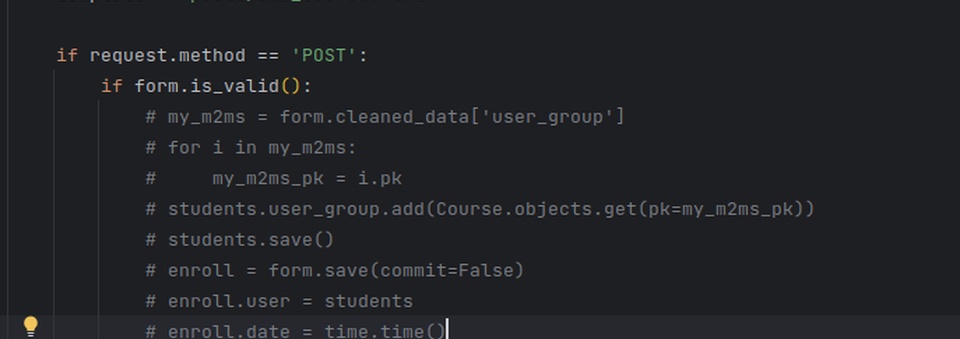 if request.method == 'POST':
if form.is_valid():
# my_m2ms = form.cleaned_data['user_group']
# for i in my_m2ms:
#     my_m2ms_pk = i.pk
# students.user_group.add(Course.objects.get(pk=my_m2ms_pk))
# students.save()
# enroll = form.save(commit=False)
# enroll.user = students
# enroll.date = time.time()